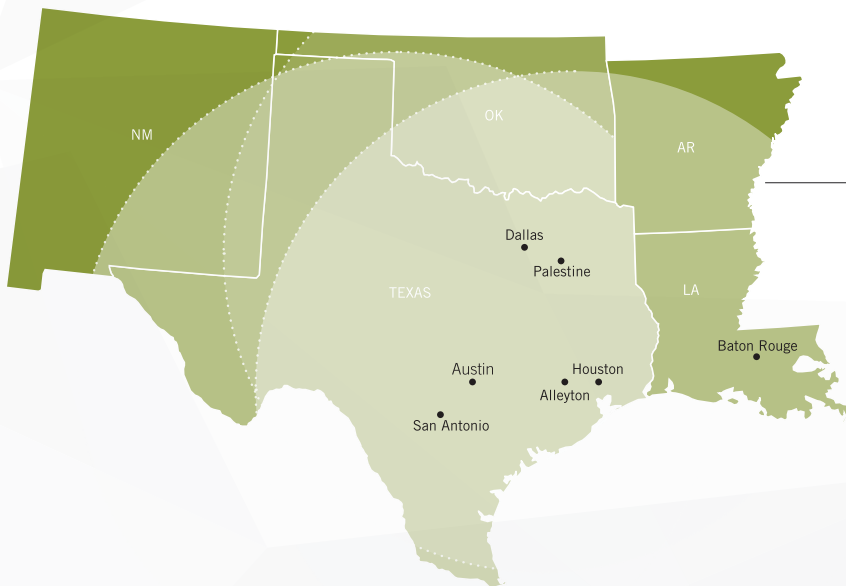 OK
NM
AR
Dallas
Palestine
TEXAS
LA
Baton Rouge
Austin
Houston
Alleyton
San Antonio